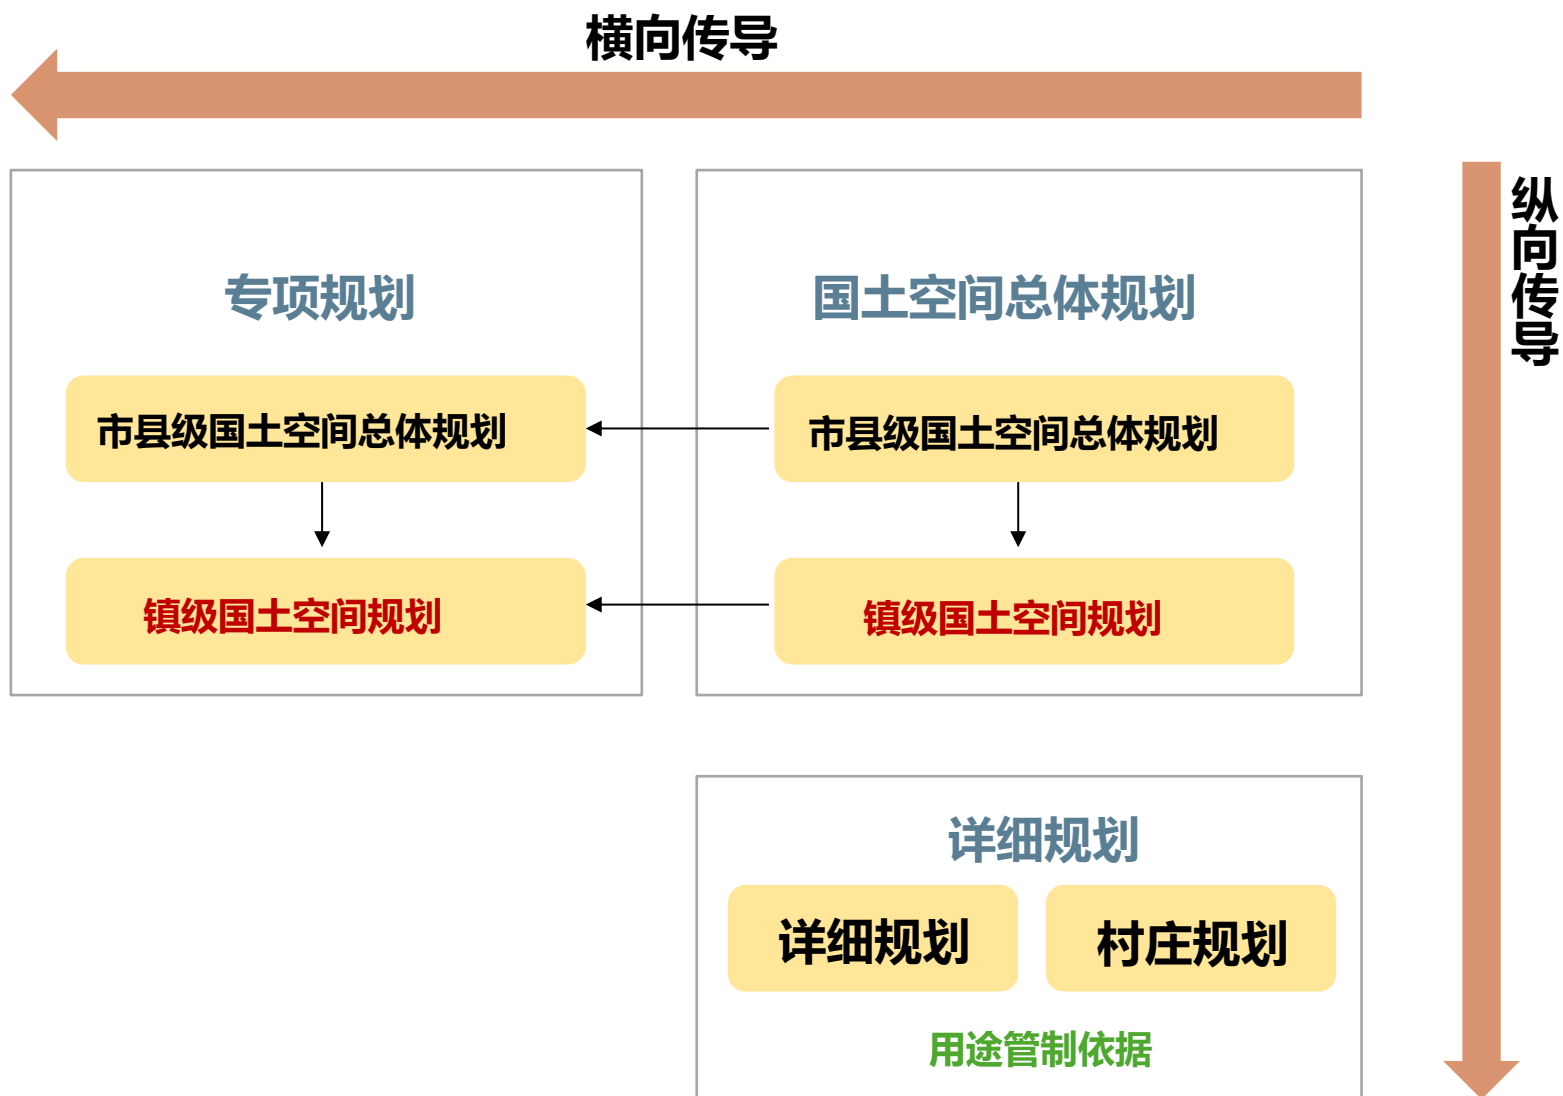 横向传导
纵向传导
专项规划
国土空间总体规划
市县级国土空间总体规划
市县级国土空间总体规划
镇级国土空间规划
镇级国土空间规划
详细规划
详细规划
村庄规划
用途管制依据